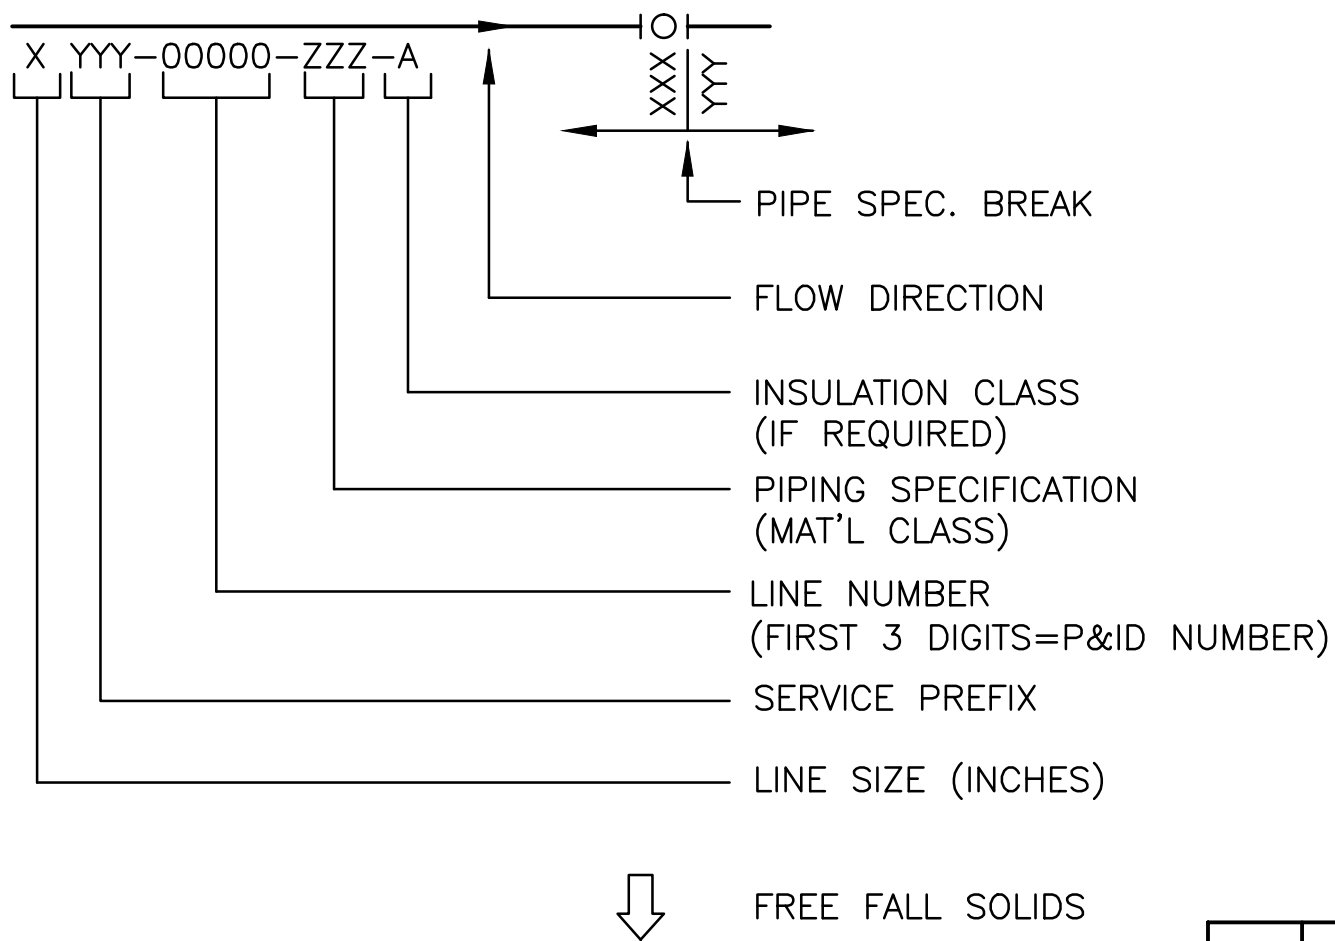 X YYY-00000-ZZZ-A
XXX
YYY
PIPE SPEC. BREAK
FLOW DIRECTION
INSULATION CLASS
(IF REQUIRED)
PIPING SPECIFICATION
(MAT'L CLASS)
LINE NUMBER
(FIRST 3 DIGITS=P&ID NUMBER)
SERVICE PREFIX
LINE SIZE (INCHES)
FREE FALL SOLIDS